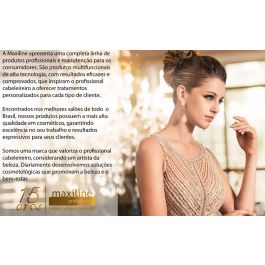 A Maxiline apresenta uma completa linha de
produtos profissionais e manutenção para os
consumidores. São produtos multifuncionais
de alta tecnologia, com resultados eficazes e
comprovados, que inspiram o profissional
cabeleireiro a oferecer tratamentos
personalizados para cada tipo de cliente.
Encontrados nos melhores salões de todo o
Brasil, nossos produtos possuem a mais alta
qualidade em cosméticos, garantindo
excelência no seu trabalho e resultados
expressivos para seus clientes.
Somos uma marca que valoriza o profissional
cabeleireiro, considerando um artista da
beleza. Diariamente desenvolvemos soluções
cosmetológicas que promovam a beleza e o
bem-estar.
15 anos
maxiline